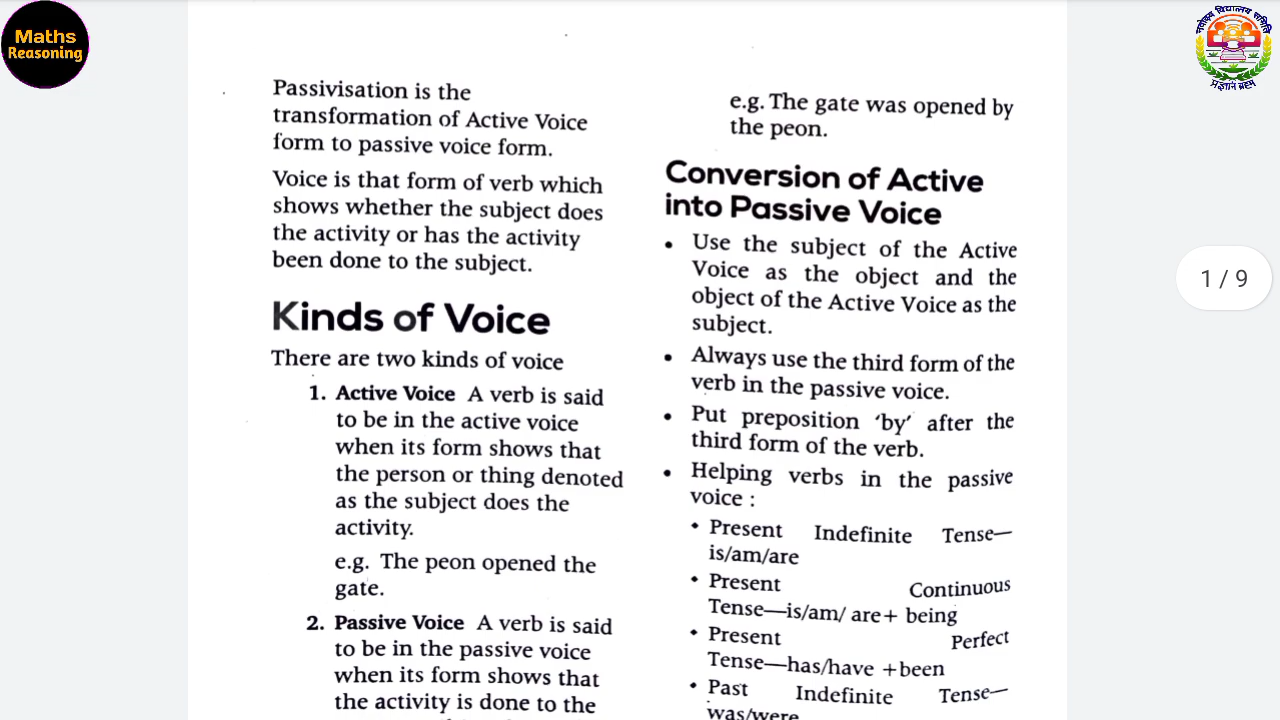 Maths
Reasoning
नवोदय विद्यालय समिति
प्रज्ञानं ब्रह्म
Passivisation is the
transformation of Active Voice
form to passive voice form.
Voice is that form of verb which
shows whether the subject does
the activity or has the activity
been done to the subject.
Kinds of Voice
There are two kinds of voice
1. Active Voice A verb is said
to be in the active voice
when its form shows that
the person or thing denoted
as the subject does the
activity.
e.g. The peon opened the
gate.
2. Passive Voice A verb is said
to be in the passive voice
when its form shows that
the activity is done to the
e.g. The gate was opened by
the peon.
Conversion of Active
into Passive Voice
• Use the subject of the Active
Voice as the object and the
object of the Active Voice as the
subject.
• Always use the third form of the
verb in the passive voice.
• Put preposition ‘by’ after the
third form of the verb.
• Helping verbs in the passive
voice :
• Present Indefinite Tense—
is/am/are
• Present Continuous
Tense—is/am/ are+ being
• Present Perfect
Tense—has/have +been
• Past Indefinite Tense—
was/were
1 / 9